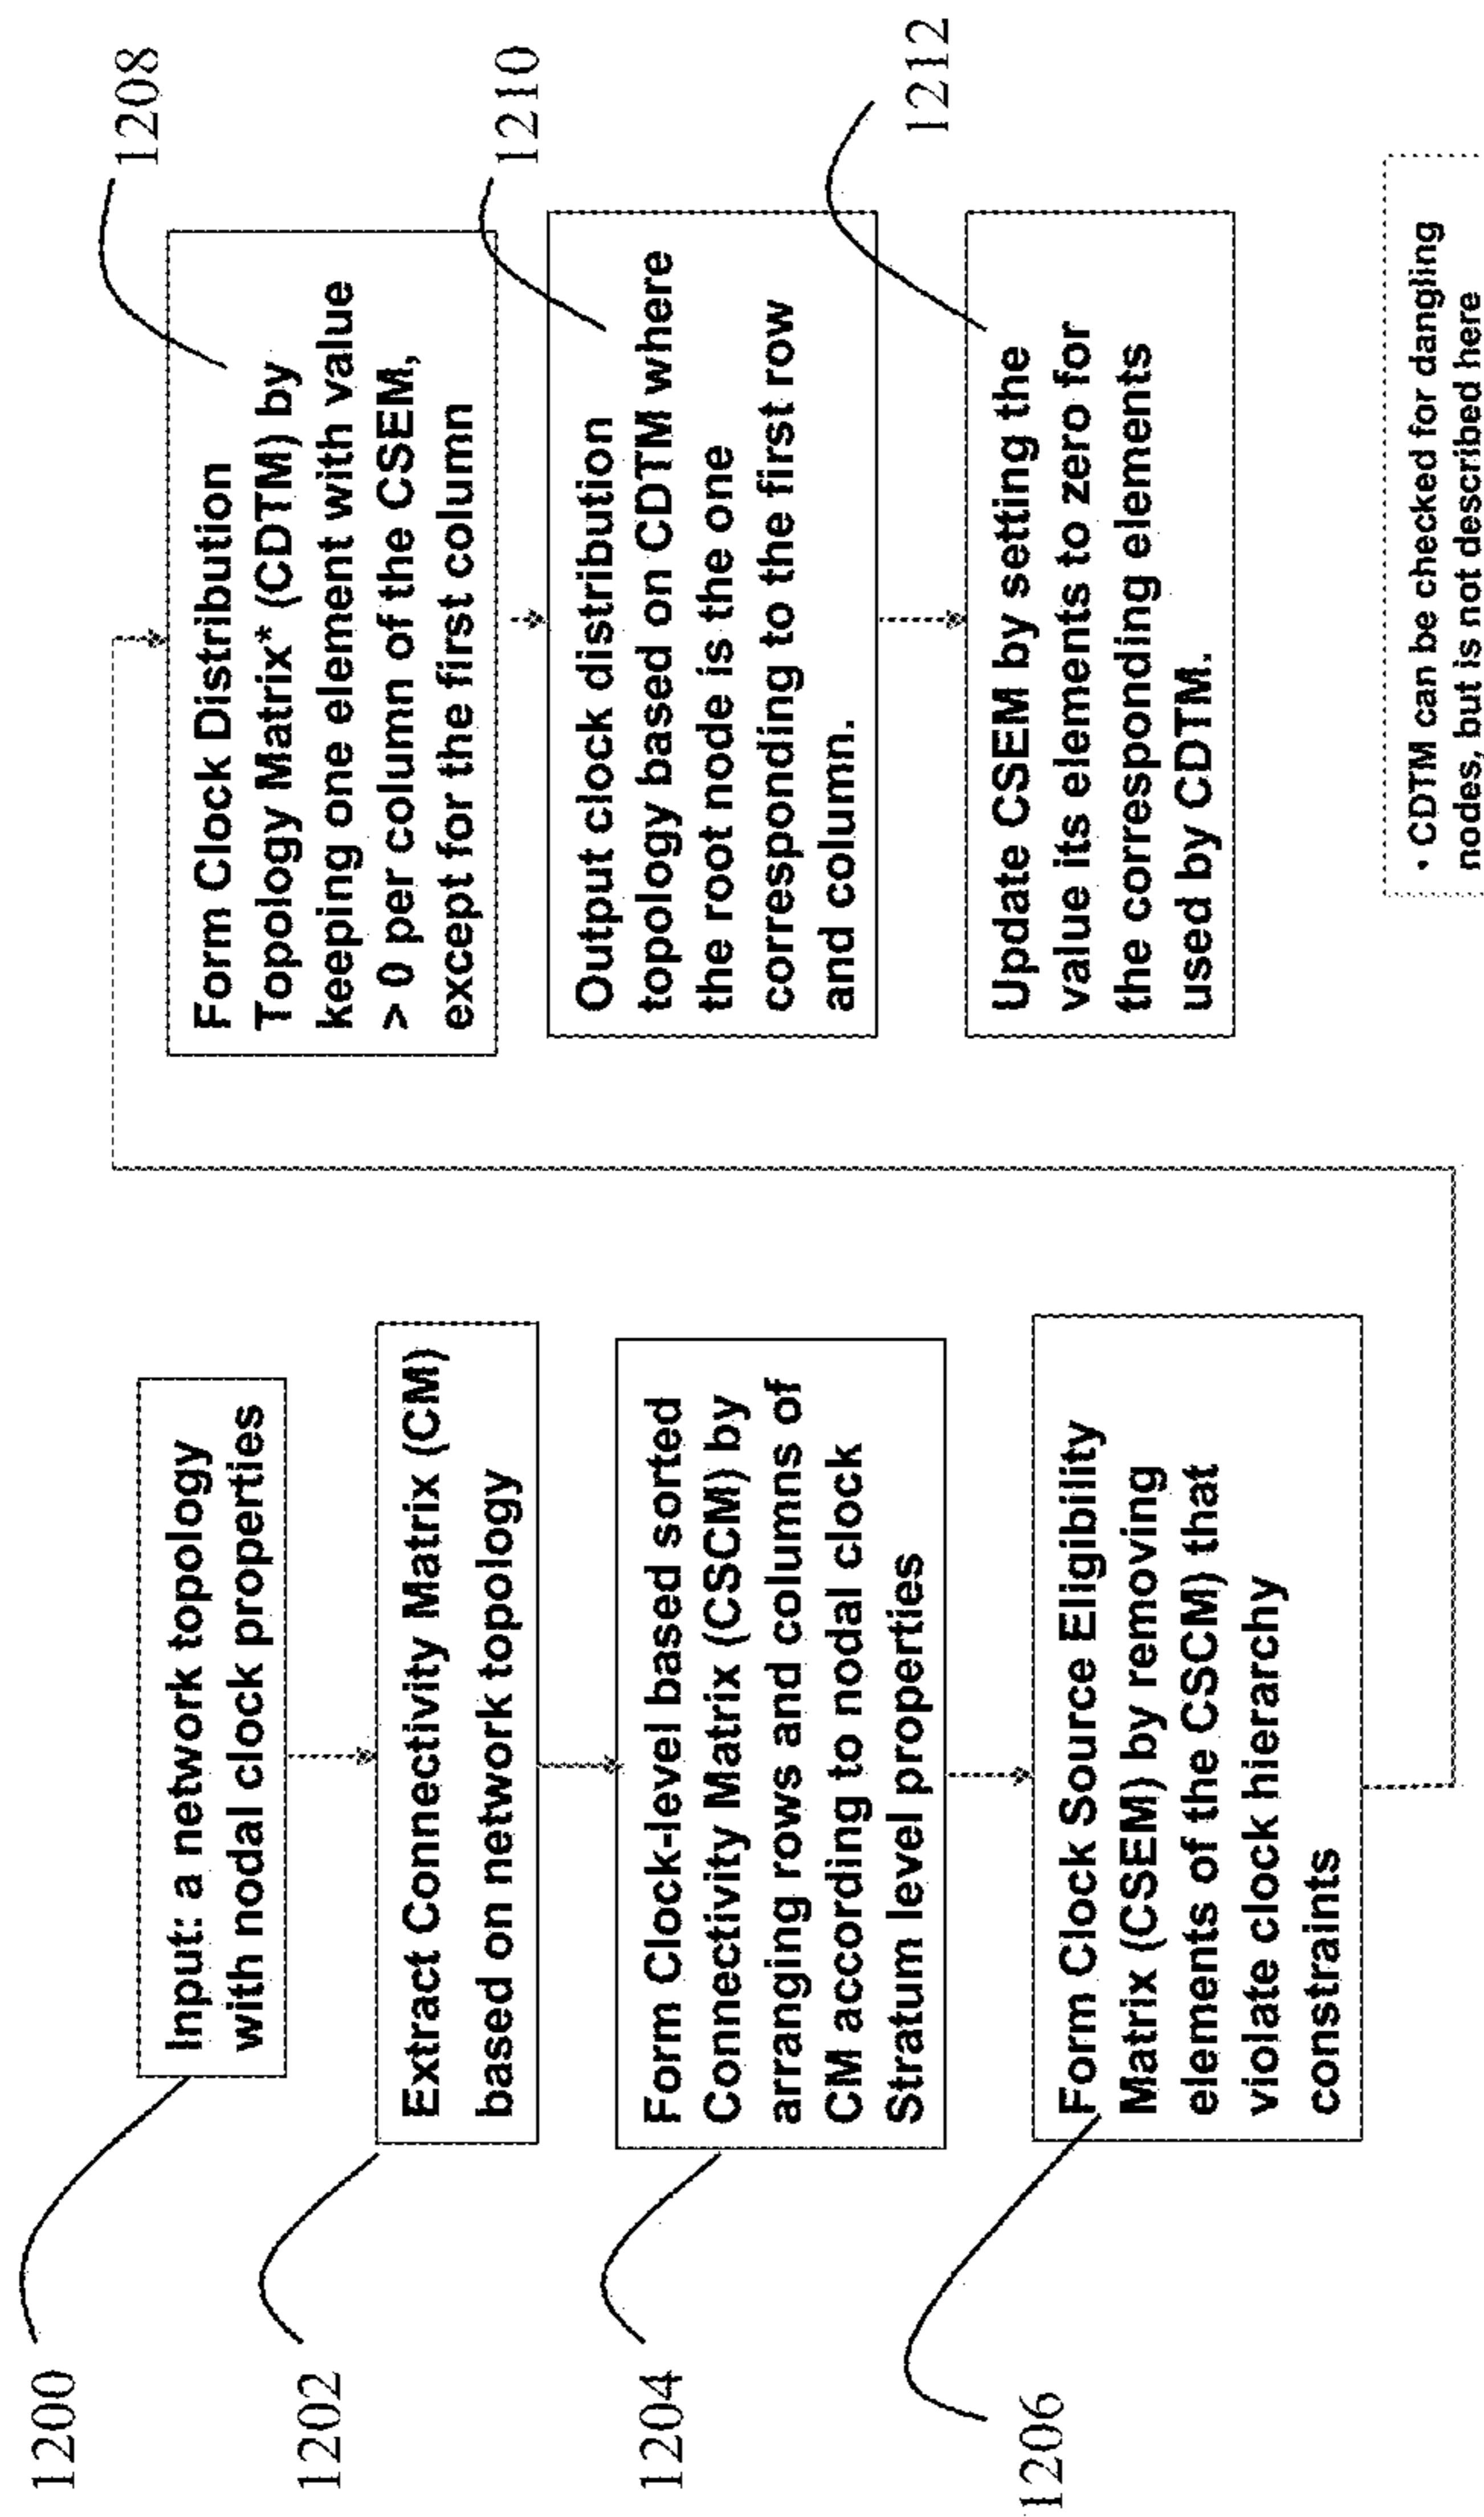 1200
Input: a network topology
with nodal clock properties
1202
Extract Connectivity Matrix (CM)
based on network topology
1204
Form Clock-level based sorted
Connectivity Matrix (CSCM) by
arranging rows and columns of
CM according to nodal clock
Stratum level properties
1206
Form Clock Source Eligibility
Matrix (CSEM) by removing
elements of the (CSCM) that
violate clock hierarchy
constraints
1208
Form Clock Distribution
Topology Matrix* (CDTM) by
keeping one element with value
> 0 per column of the CSEM,
except for the first column
1210
Output clock distribution
topology based on CDTM where
the root node is the one
corresponding to the first row
and column.
1212
Update CSEM by setting the
value its elements to zero for
the corresponding elements
used by CDTM.
• CDTM can be checked for dangling
nodes, but is not described here